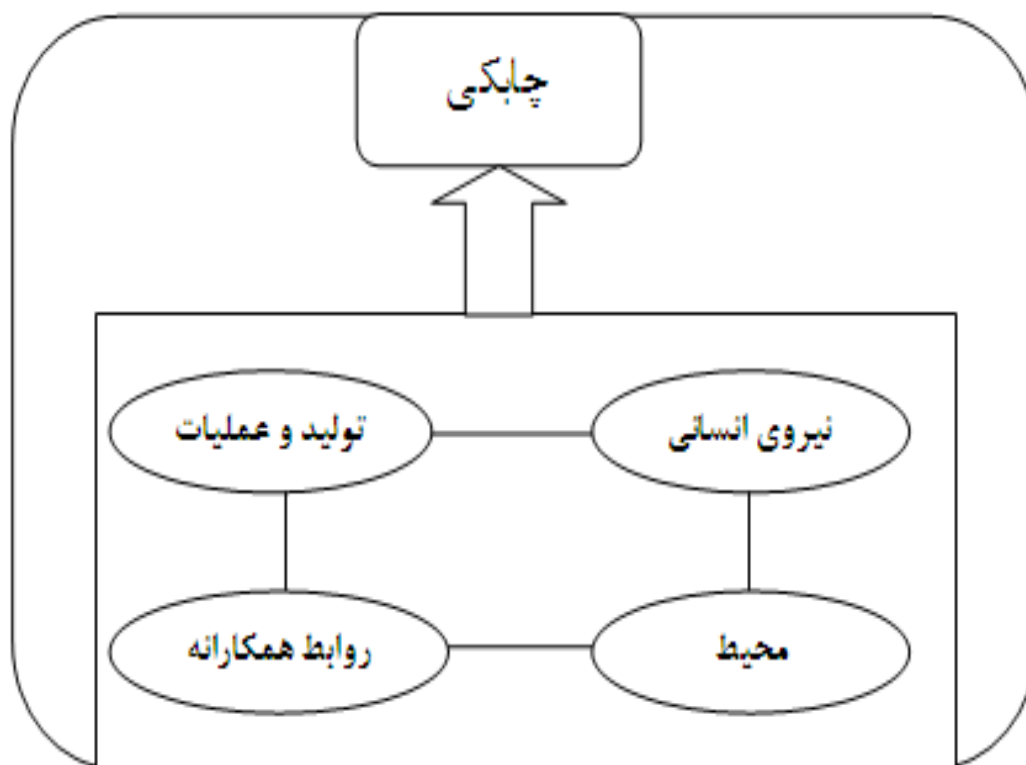 چابکی
نیروی انسانی
تولید و عملیات
محیط
روابط همکارانه